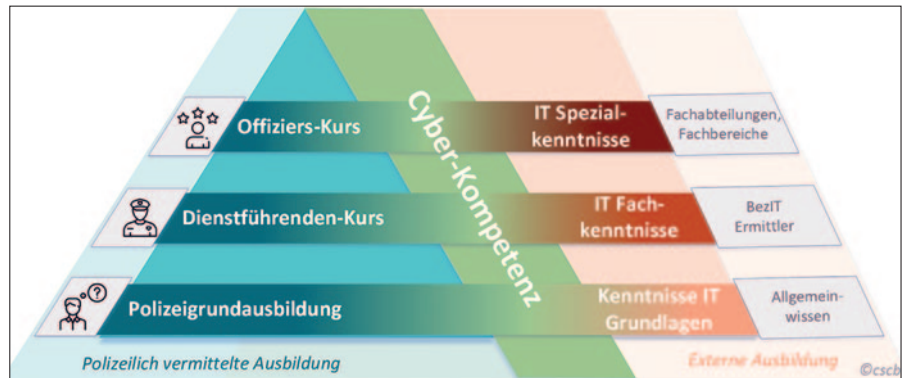 Offiziers-Kurs
IT Spezial-
kenntnisse
Fachabteilungen,
Fachbereiche
Cyber-Kompetenz
Dienstführenden-Kurs
IT Fach-
kenntnisse
BezIT
Ermittler
?
Polizeigrundausbildung
Kenntnisse IT
Grundlagen
Allgemein-
wissen
Polizeilich vermittelte Ausbildung
Externe Ausbildung
©cscb